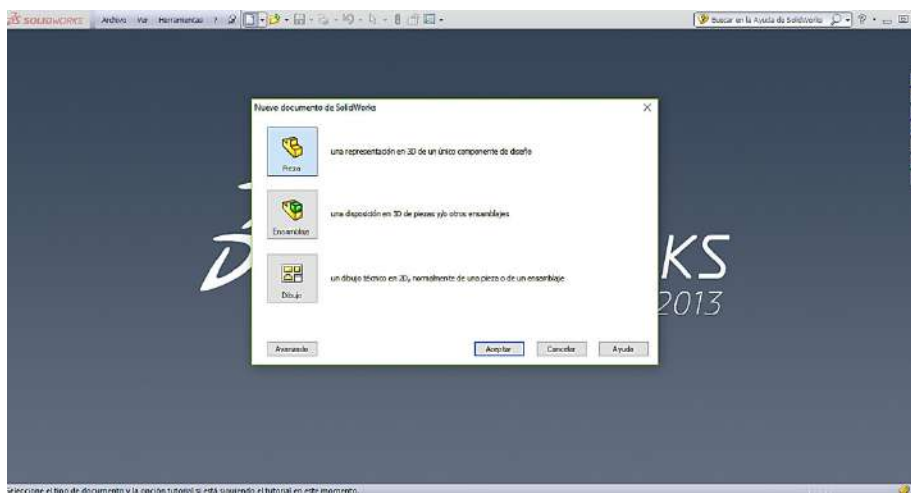 SOLIDWORKS Archivo Ver Herramientas ? Buscar en la Ayuda de SolidWorks ?
Nuevo documento de SolidWorks
Pieza una representación en 3D de un único componente de diseño
Ensamblaje una disposición en 3D de piezas y/o otros ensamblajes
KS
Dibujo un dibujo técnico en 2D, normalmente de una pieza o de un ensamblaje
2013
Avanzado Aceptar Cancelar Ayuda
Seleccione el tipo de documento y la opción tutorial si está siguiendo el tutorial en este momento.